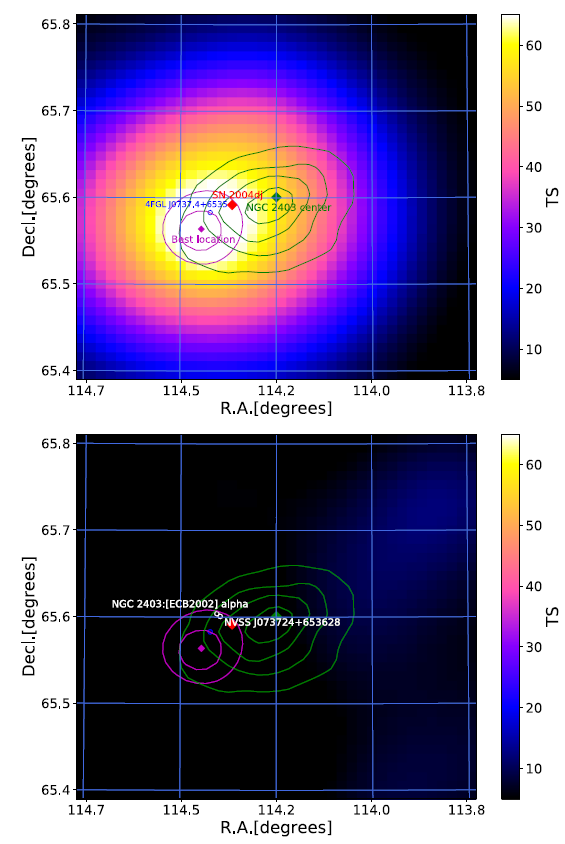 65.8
65.7
65.6
65.5
65.4
Decl.[degrees]
SN 2004dj
4FGL J0737.4+6535
NGC 2403 center
Best location
114.7 114.5 114.2 114.0 113.8
R.A.[degrees]
60
50
40
30
20
10
TS
65.8
65.7
65.6
65.5
65.4
Decl.[degrees]
NGC 2403:[ECB2002] alpha
NVSS J073724+653628
114.7 114.5 114.2 114.0 113.8
R.A.[degrees]
60
50
40
30
20
10
TS